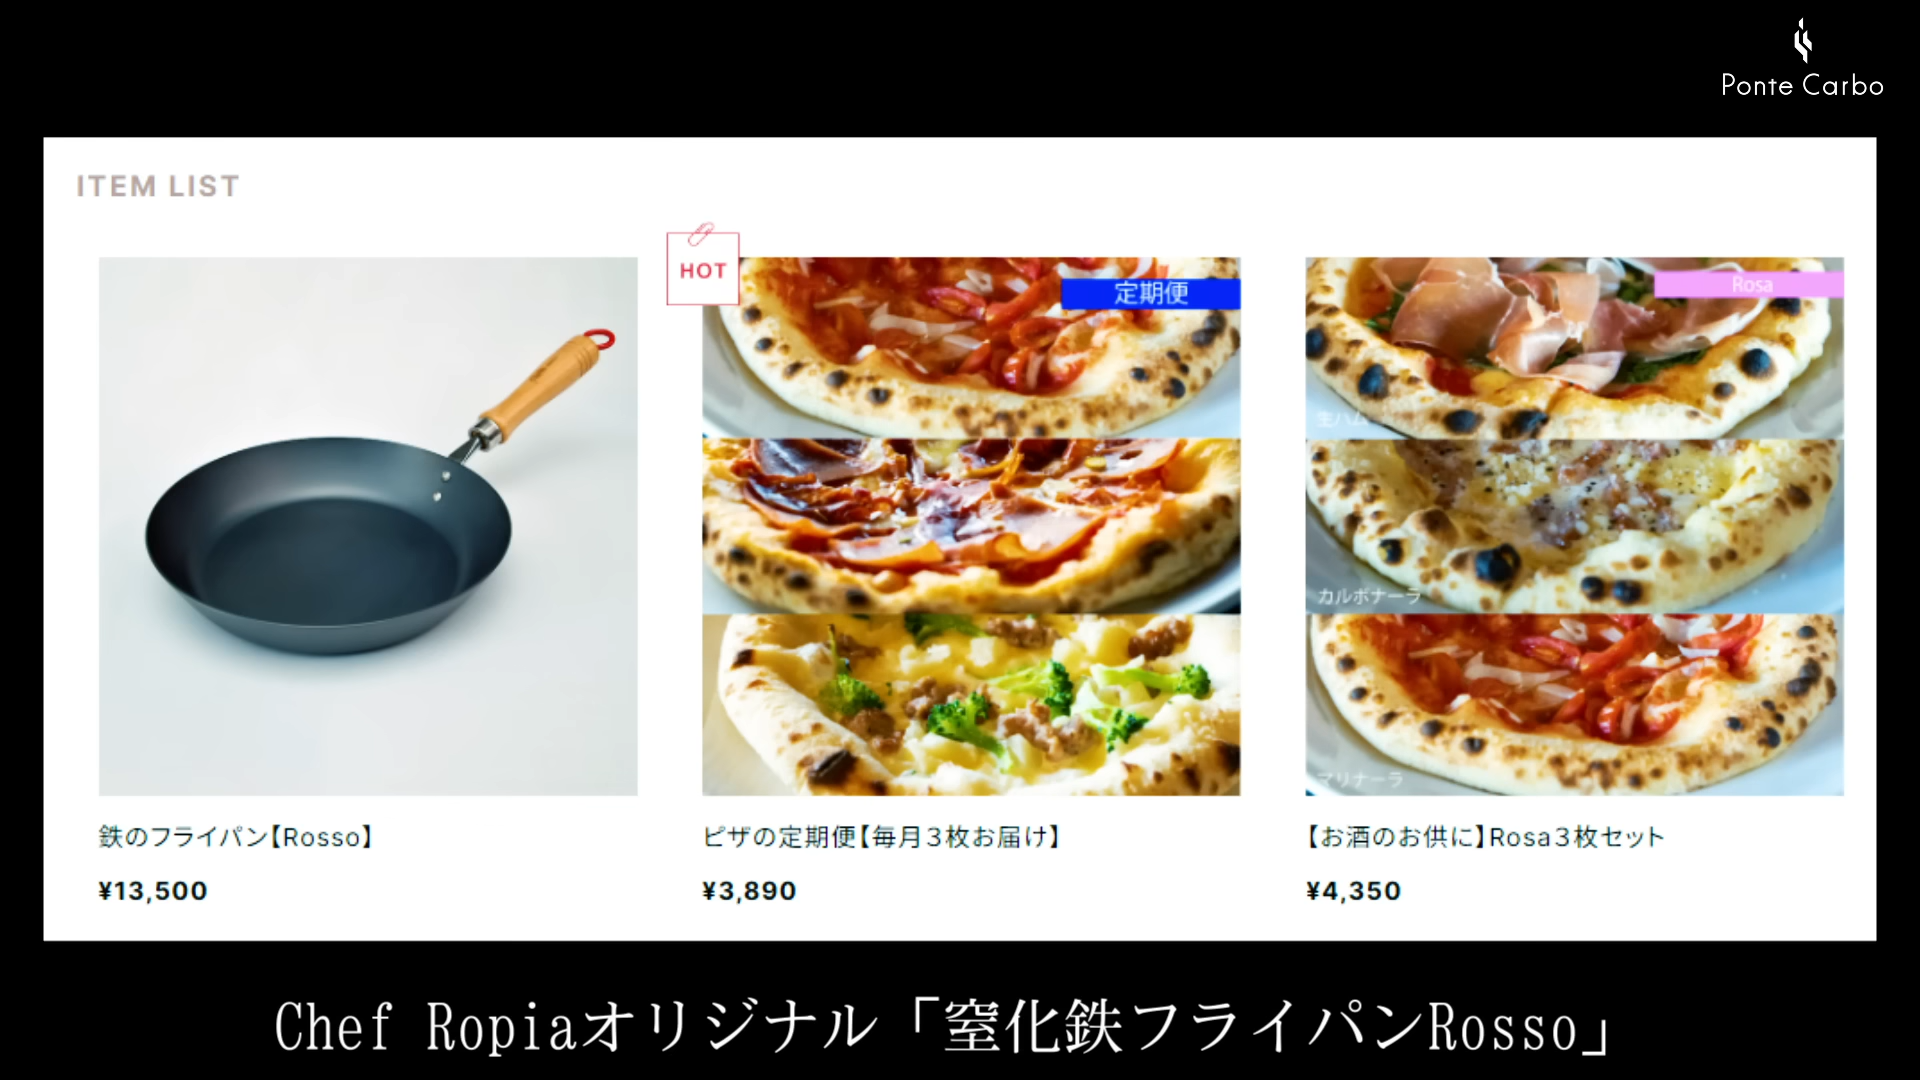 Ponte Carbo
ITEM LIST
HOT
定期便
Rosa
生ハム
カルボナーラ
マリナーラ
鉄のフライパン【Rosso】
¥13,500
ピザの定期便【毎月３枚お届け】
¥3,890
【お酒のお供に】Rosa３枚セット
¥4,350
Chef Ropiaオリジナル「窒化鉄フライパンRosso」